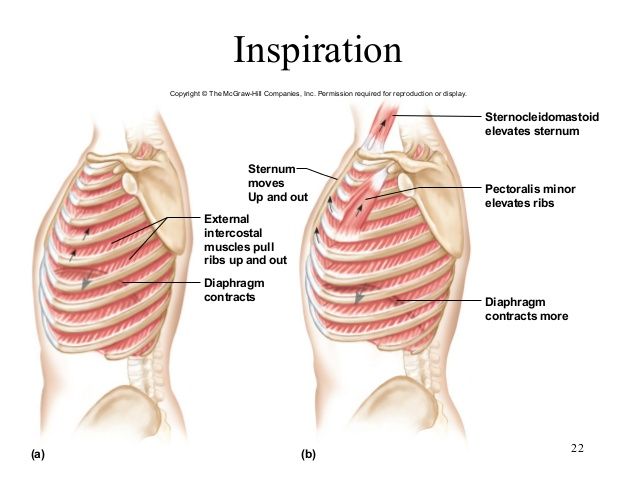 Inspiration
Copyright © The McGraw-Hill Companies, Inc. Permission required for reproduction or display.
Sternocleidomastoid
elevates sternum
Sternum
moves
Up and out
Pectoralis minor
elevates ribs
External
intercostal
muscles pull
ribs up and out
Diaphragm
contracts
Diaphragm
contracts more
(a)
(b)
22